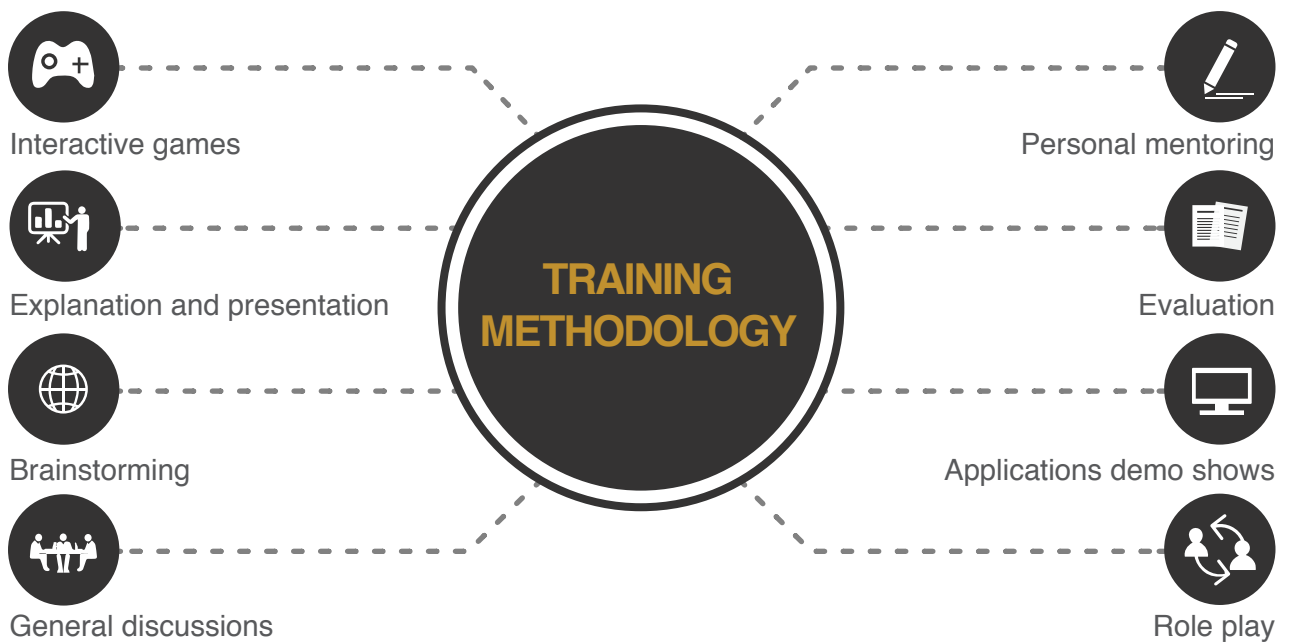 Interactive games
Explanation and presentation
Brainstorming
General discussions
TRAINING
METHODOLOGY
Personal mentoring
Evaluation
Applications demo shows
Role play